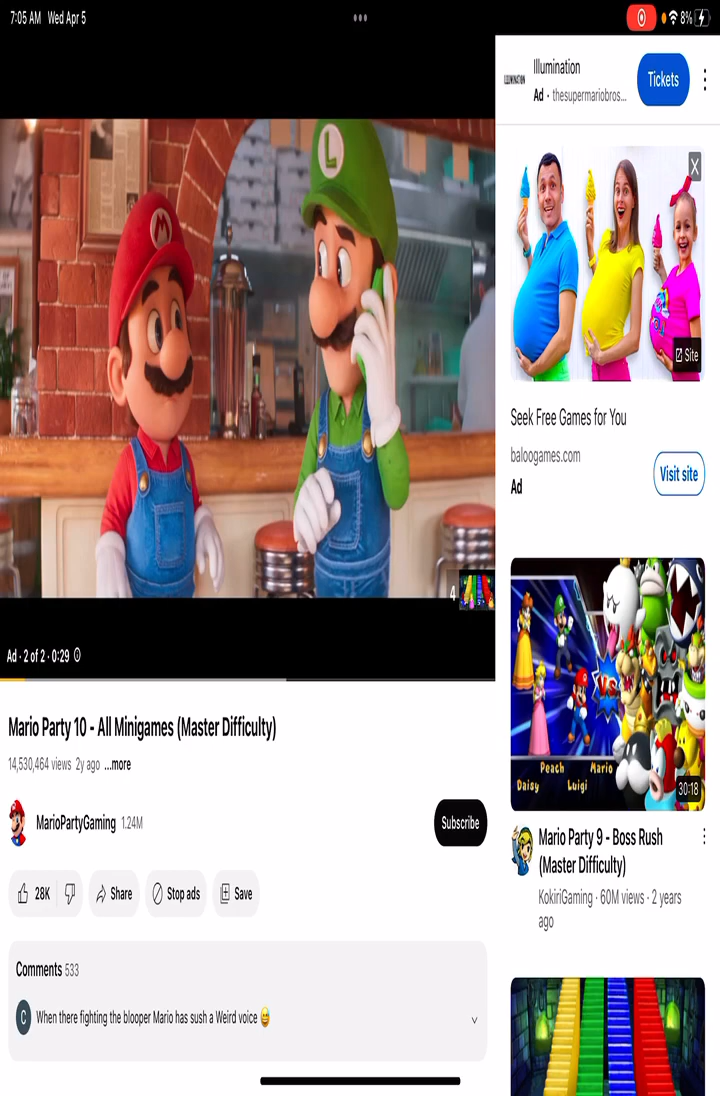 7:05 AM Wed Apr 5
8%
ILLUMINATION
Illumination
Ad · thesupermariobros...
Tickets
M
L
X
Site
Seek Free Games for You
baloogames.com
Ad
Visit site
4
Ad · 2 of 2 · 0:29
Mario Party 10 - All Minigames (Master Difficulty)
14,530,464 views 2y ago ...more
MarioPartyGaming 1.24M
Subscribe
28K
Share
Stop ads
Save
Comments 533
C
When there fighting the blooper Mario has sush a Weird voice 😅
VS
Peach Mario
Daisy Luigi
30:18
Mario Party 9 - Boss Rush
(Master Difficulty)
KokiriGaming · 60M views · 2 years
ago